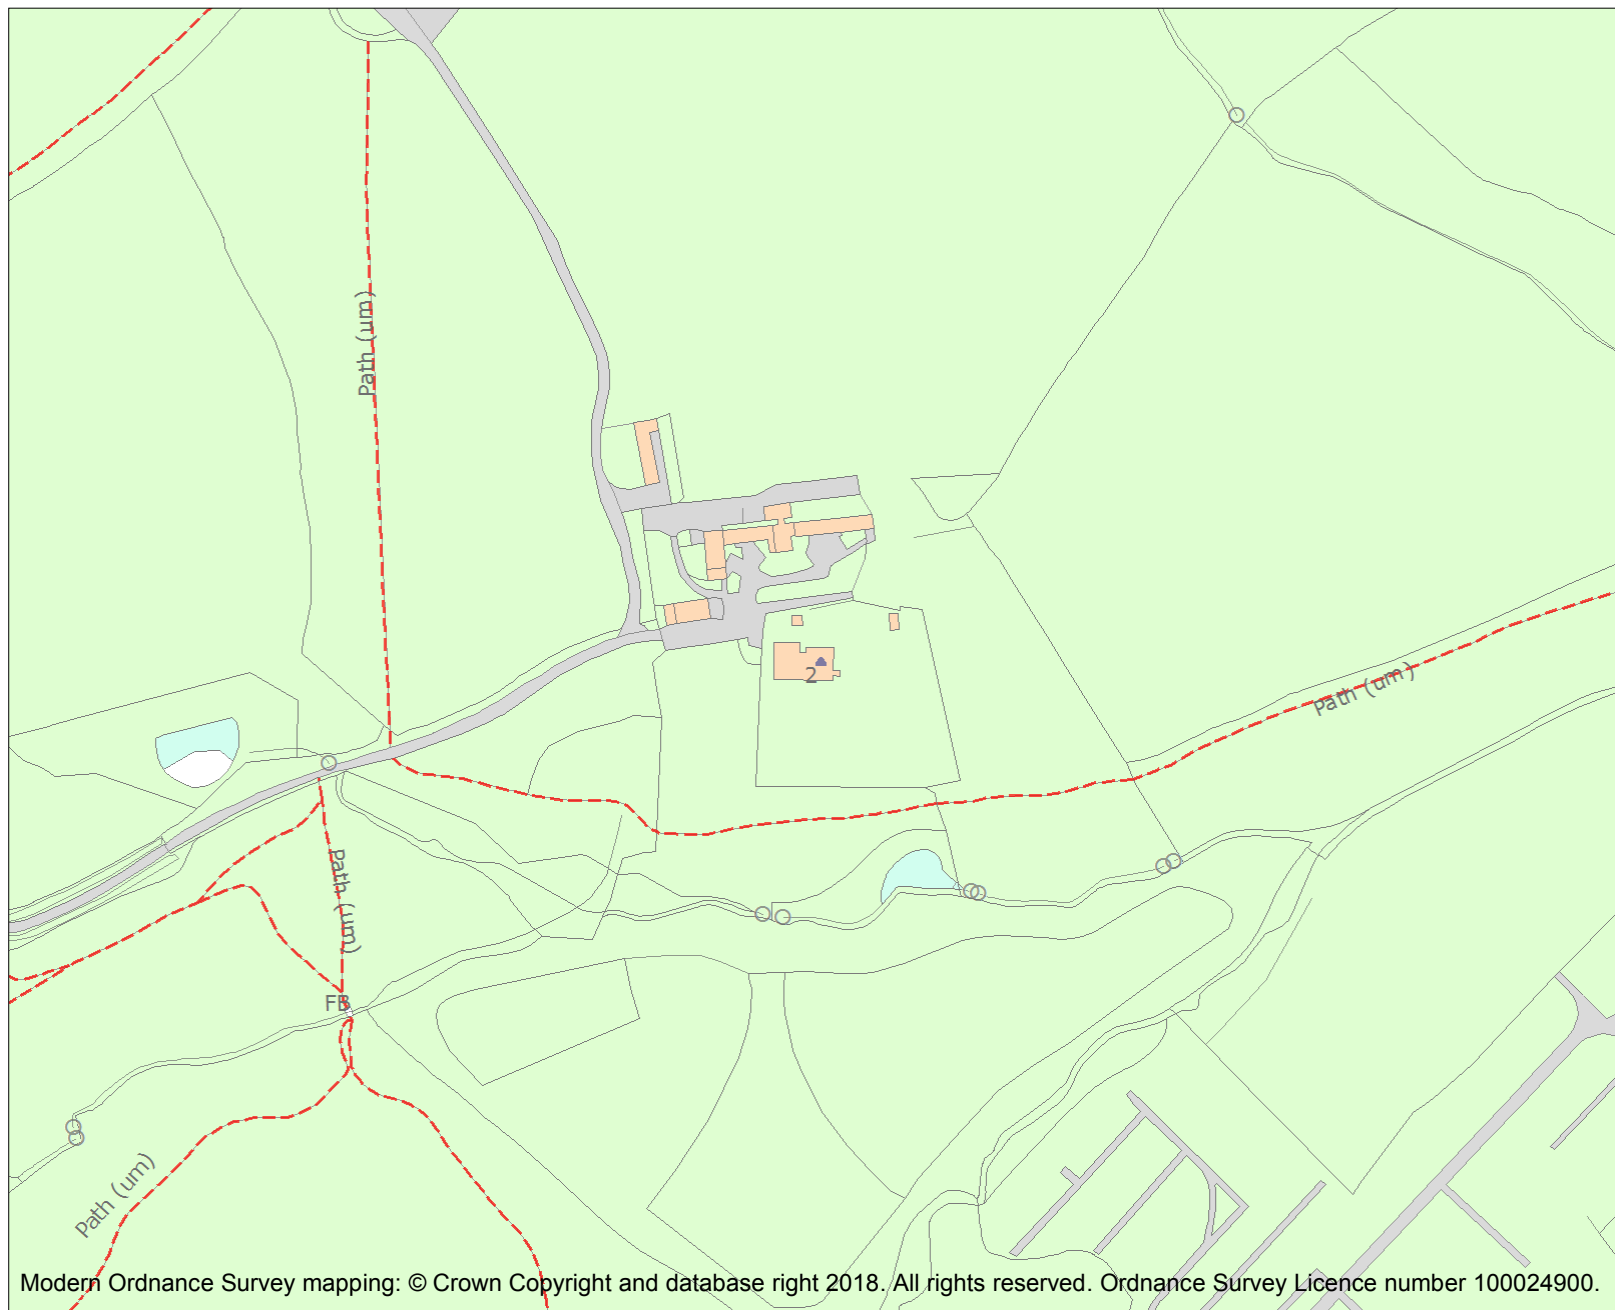 Path (um)
2
Path (um)
Path (um)
FB
Path (um)
Modern Ordnance Survey mapping: © Crown Copyright and database right 2018. All rights reserved. Ordnance Survey Licence number 100024900.